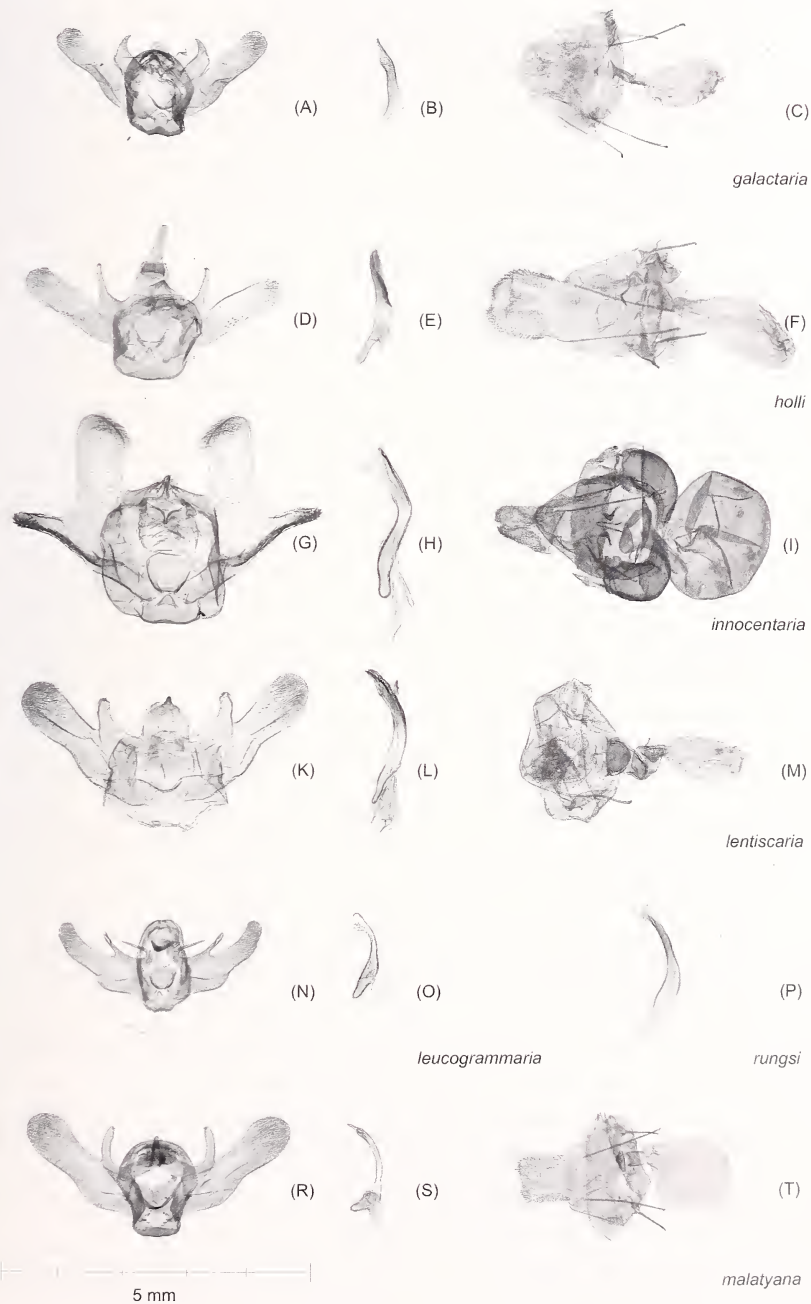 (A)
(B)
(C)
galactaria
(D)
(E)
(F)
holli
(G)
(H)
(I)
innocentaria
(K)
(L)
(M)
lentiscaria
(N)
(O)
(P)
leucogrammaria
rungsi
(R)
(S)
(T)
5 mm
malatyana